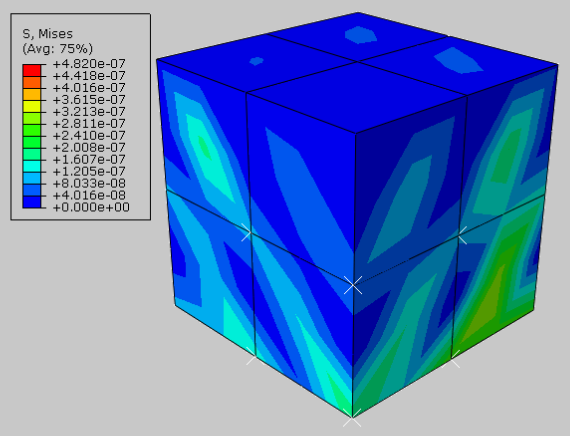 S, Mises
(Avg: 75%)
+4.820e-07
+4.418e-07
+4.016e-07
+3.615e-07
+3.213e-07
+2.811e-07
+2.410e-07
+2.008e-07
+1.607e-07
+1.205e-07
+8.033e-08
+4.016e-08
+0.000e+00